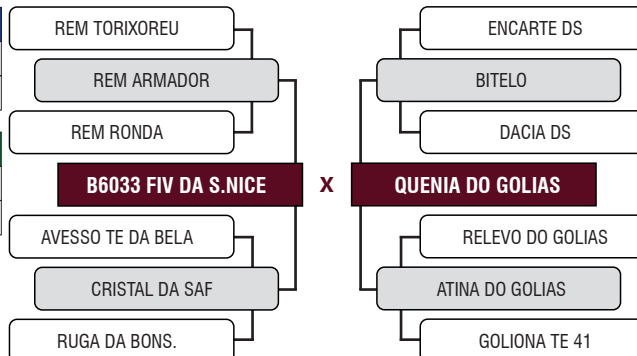 REM TORIXOREU
REM ARMADOR
REM RONDA
B6033 FIV DA S.NICE
AVESSO TE DA BELA
CRISTAL DA SAF
RUGA DA BONS.
X
ENCARTE DS
BITELO
DACIA DS
QUENIA DO GOLIAS
RELEVO DO GOLIAS
ATINA DO GOLIAS
GOLIONA TE 41